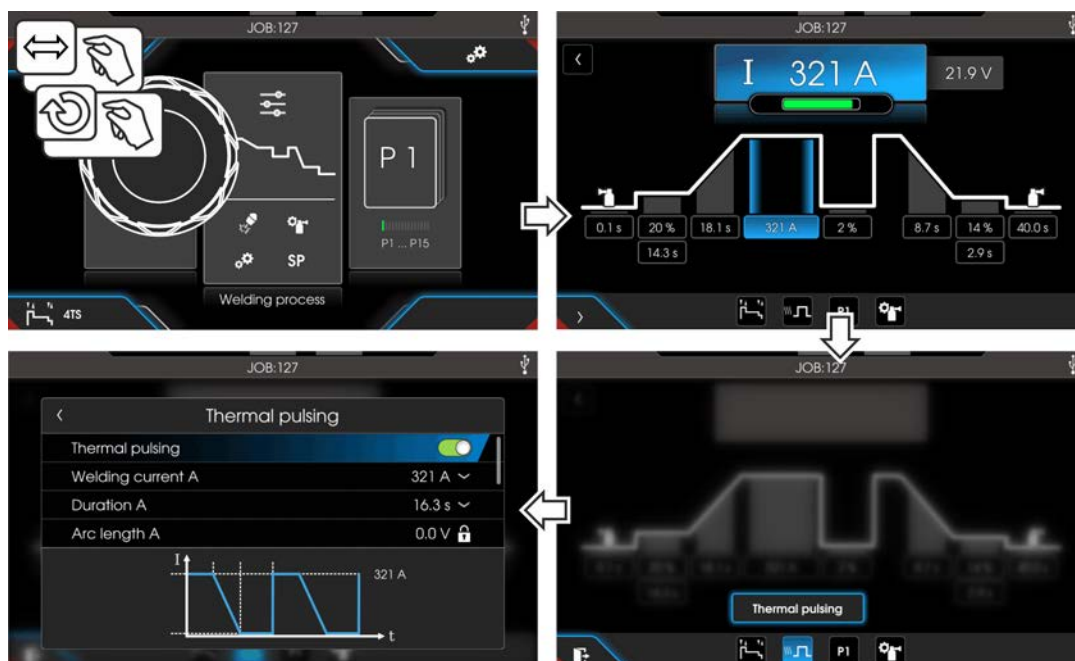 JOB:127
P 1
P1 ... P15
SP
Welding process
4TS
JOB:127
I 321 A
21.9 V
0.1 s 20 % 18.1 s 321 A 2 % 8.7 s 14 % 40.0 s
14.3 s 2.9 s
P1
JOB:127
Thermal pulsing
P1
JOB:127
Thermal pulsing
Thermal pulsing
Welding current A 321 A
Duration A 16.3 s
Arc length A 0.0 V
I
321 A
t